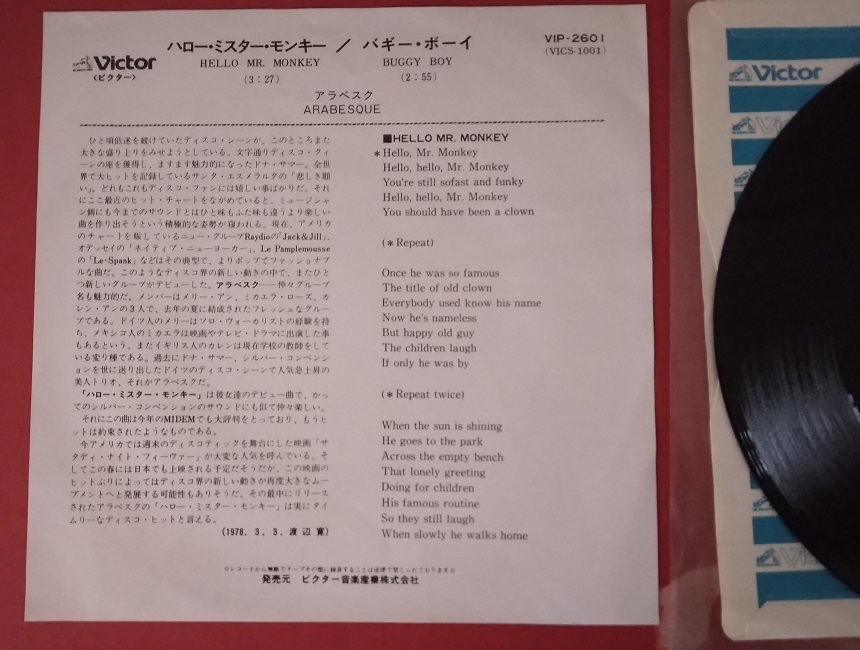 Victor
〈ビクター〉
ハロー・ミスター・モンキー / バギー・ボーイ
HELLO MR. MONKEY BUGGY BOY
(3:27) (2:55)
VIP-2601
(VICS-1001)
アラベスク
ARABESQUE
ひと頃低迷を続けていたディスコ・シーンが、このところまた
大きな盛り上りをみせようとしている。文字通りディスコ・クィ
ーンの座を獲得し、ますます魅力的になったドナ・サマー。全世
界で大ヒットを記録しているサンタ・エスメラルダの「悲しき願
い」。どれもこれもディスコ・ファンには嬉しい事ばかりだ。それ
にここ最近のヒット・チャートをながめていると、ミュージシャ
ン側にも今までのサウンドとはひと味もふた味も違うより楽しい
曲を作り出そうという積極的な姿勢が窺われる。現在、アメリカ
のチャートを賑しているニュー・グループRaydioの「Jack&Jill」、
オデッセイの「ネイティブ・ニューヨーカー」、Le Pamplemousse
の「Le・Spank」などはその典型で、よりポップでファッショナブ
ルな曲だ。このようなディスコ界の新しい動きの中で、またひと
つ新しいグループがデビューした。アラベスク──仲々グループ
名も魅力的だ。メンバーはメリー・アン、ミカエラ・ローズ、カ
レン・アンの3人で、去年の夏に結成されたフレッシュなグルー
プである。ドイツ人のメリーはソロ・ヴォーカリストの経験を持
ち、メキシコ人のミカエラは映画やテレビ・ドラマに出演した事
もあるという。またイギリス人のカレンは現在学校の教師をして
いる変り種である。過去にドナ・サマー、シルバー・コンベンシ
ョンを世に送り出したドイツのディスコ・シーンで人気急上昇の
美人トリオ、それがアラベスクだ。
「ハロー・ミスター・モンキー」は彼女達のデビュー曲で、かっ
てのシルバー・コンベンションのサウンドにも似て仲々楽しい。
それにこの曲は今年のMIDEMでも大評判をとっており、もうヒ
ットは約束されたようなものである。
今アメリカでは週末のディスコティックを舞台にした映画「サ
タディ・ナイト・フィーヴァー」が大変な人気を呼んでいる。そ
してこの春には日本でも上映される予定だそうだが、この映画の
ヒットぶりによってはディスコ界の新しい動きが再度大きなムー
ブメントへと発展する可能性もありそうだ。その最中にリリース
されたアラベスクの「ハロー・ミスター・モンキー」は実にタイ
ムリーなディスコ・ヒットと言える。
(1978. 3. 3. 渡辺 寛)
■HELLO MR. MONKEY
*Hello, Mr. Monkey
Hello, hello, Mr. Monkey
You're still sofast and funky
Hello, hello, Mr. Monkey
You should have been a clown
(*Repeat)
Once he was so famous
The title of old clown
Everybody used know his name
Now he's nameless
But happy old guy
The children laugh
If only he was by
(*Repeat twice)
When the sun is shining
He goes to the park
Across the empty bench
That lonely greeting
Doing for children
His famous routine
So they still laugh
When slowly he walks home
☆レコードから無断でテープその他に録音することは法律で禁じられております☆
発売元 ビクター音楽産業株式会社
Victor